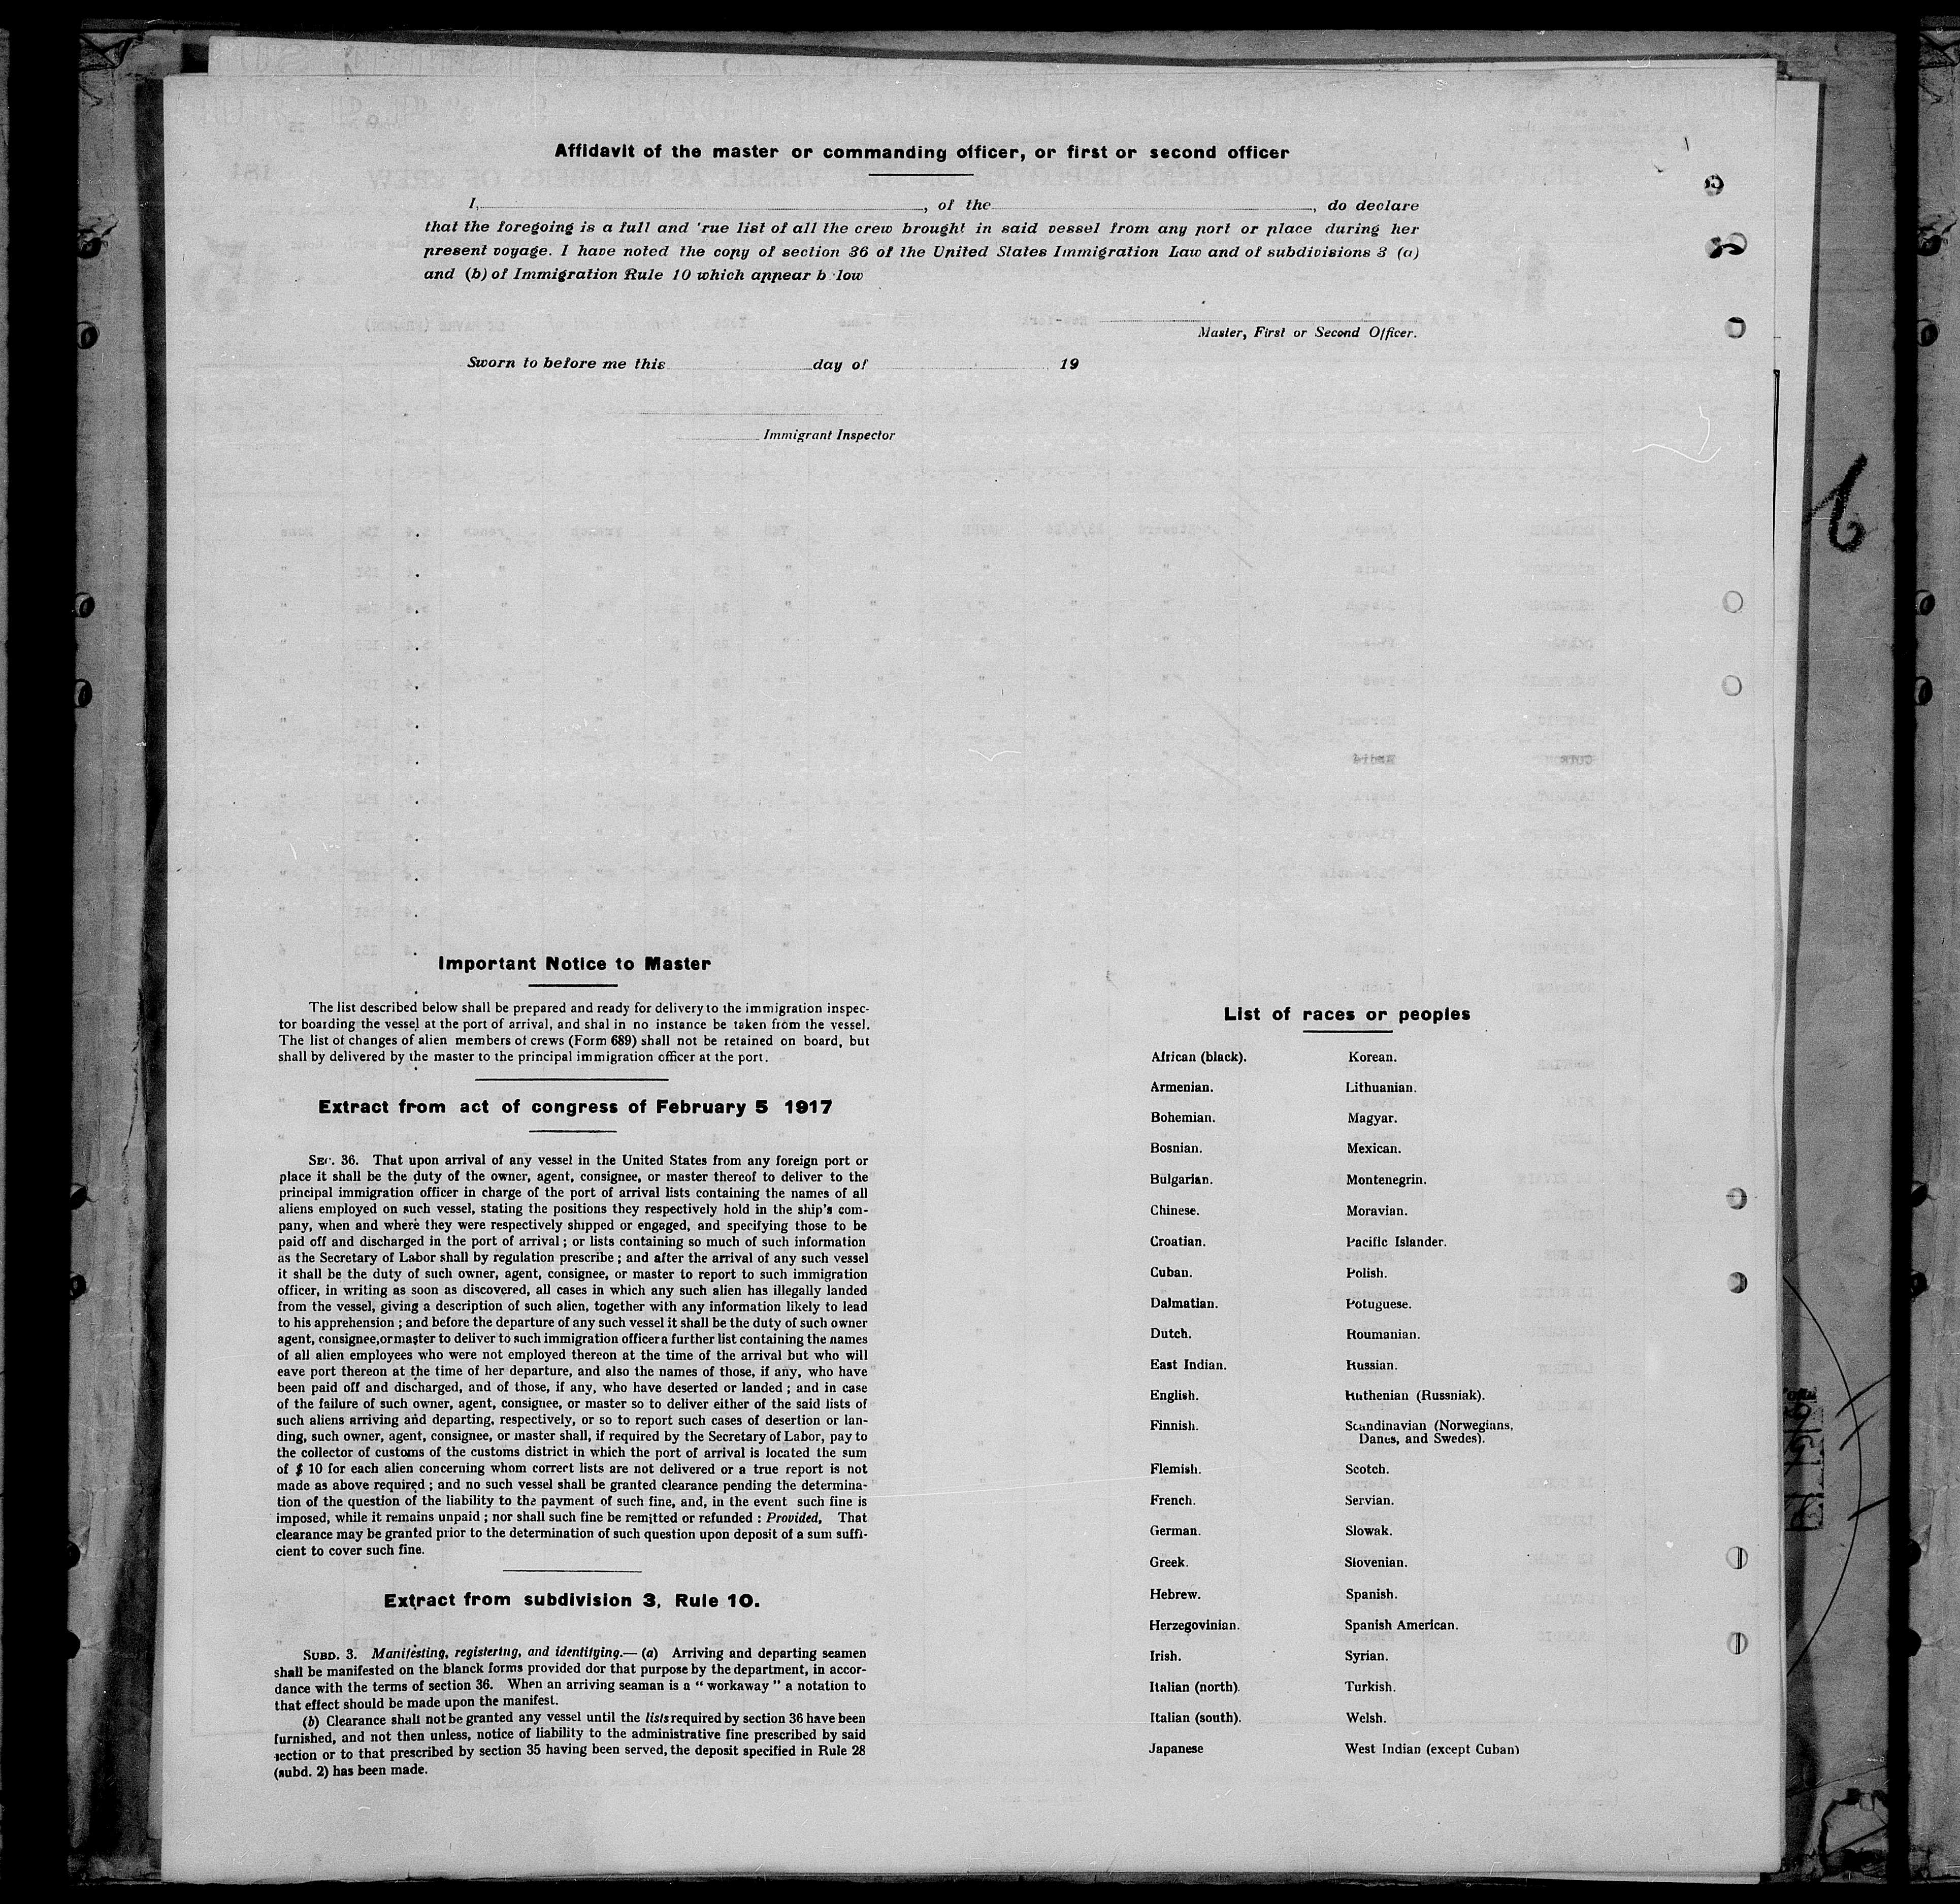 Affidavit of the master or commanding officer, or first or second officer
I, , of the , do declare
that the foregoing is a full and 'rue list of all the crew brought in said vessel from any port or place during her
present voyage. I have noted the copy of section 36 of the United States Immigration Law and of subdivisions 3 (a)
and (b) of Immigration Rule 10 which appear b low
Master, First or Second Officer.
Sworn to before me this day of 19
Immigrant Inspector
6
Important Notice to Master
The list described below shall be prepared and ready for delivery to the immigration inspec-
tor boarding the vessel at the port of arrival, and shal in no instance be taken from the vessel.
The list of changes of alien members of crews (Form 689) shall not be retained on board, but
shall by delivered by the master to the principal immigration officer at the port.
Extract from act of congress of February 5 1917
SEC. 36. That upon arrival of any vessel in the United States from any foreign port or
place it shall be the duty of the owner, agent, consignee, or master thereof to deliver to the
principal immigration officer in charge of the port of arrival lists containing the names of all
aliens employed on such vessel, stating the positions they respectively hold in the ship's com-
pany, when and where they were respectively shipped or engaged, and specifying those to be
paid off and discharged in the port of arrival ; or lists containing so much of such information
as the Secretary of Labor shall by regulation prescribe ; and after the arrival of any such vessel
it shall be the duty of such owner, agent, consignee, or master to report to such immigration
officer, in writing as soon as discovered, all cases in which any such alien has illegally landed
from the vessel, giving a description of such alien, together with any information likely to lead
to his apprehension ; and before the departure of any such vessel it shall be the duty of such owner
agent, consignee, or master to deliver to such immigration officer a further list containing the names
of all alien employees who were not employed thereon at the time of the arrival but who will
eave port thereon at the time of her departure, and also the names of those, if any, who have
been paid off and discharged, and of those, if any, who have deserted or landed ; and in case
of the failure of such owner, agent, consignee, or master so to deliver either of the said lists of
such aliens arriving and departing, respectively, or so to report such cases of desertion or lan-
ding, such owner, agent, consignee, or master shall, if required by the Secretary of Labor, pay to
the collector of customs of the customs district in which the port of arrival is located the sum
of $ 10 for each alien concerning whom correct lists are not delivered or a true report is not
made as above required ; and no such vessel shall be granted clearance pending the determina-
tion of the question of the liability to the payment of such fine, and, in the event such fine is
imposed, while it remains unpaid ; nor shall such fine be remitted or refunded : Provided, That
clearance may be granted prior to the determination of such question upon deposit of a sum suffi-
cient to cover such fine.
Extract from subdivision 3, Rule 10.
SUBD. 3. Manifesting, registering, and identifying.— (a) Arriving and departing seamen
shall be manifested on the blanck forms provided dor that purpose by the department, in accor-
dance with the terms of section 36. When an arriving seaman is a " workaway " a notation to
that effect should be made upon the manifest.
(b) Clearance shall not be granted any vessel until the lists required by section 36 have been
furnished, and not then unless, notice of liability to the administrative fine prescribed by said
section or to that prescribed by section 35 having been served, the deposit specified in Rule 28
(subd. 2) has been made.
List of races or peoples
African (black). Korean.
Armenian. Lithuanian.
Bohemian. Magyar.
Bosnian. Mexican.
Bulgarian. Montenegrin.
Chinese. Moravian.
Croatian. Pacific Islander.
Cuban. Polish.
Dalmatian. Potuguese.
Dutch. Roumanian.
East Indian. Russian.
English. Ruthenian (Russniak).
Finnish. Scandinavian (Norwegians,
Danes, and Swedes).
Flemish. Scotch.
French. Servian.
German. Slowak.
Greek. Slovenian.
Hebrew. Spanish.
Herzegovinian. Spanish American.
Irish. Syrian.
Italian (north). Turkish.
Italian (south). Welsh.
Japanese West Indian (except Cuban)